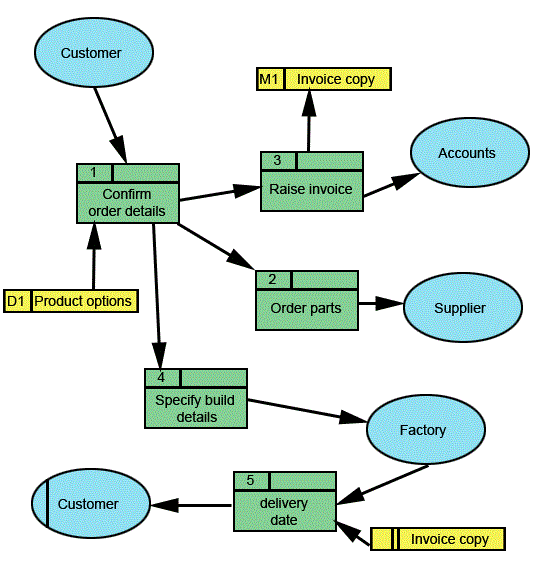 Customer
M1 Invoice copy
3
Raise invoice
Accounts
1
Confirm
order details
D1 Product options
2
Order parts
Supplier
4
Specify build
details
Factory
5
delivery
date
Customer
Invoice copy